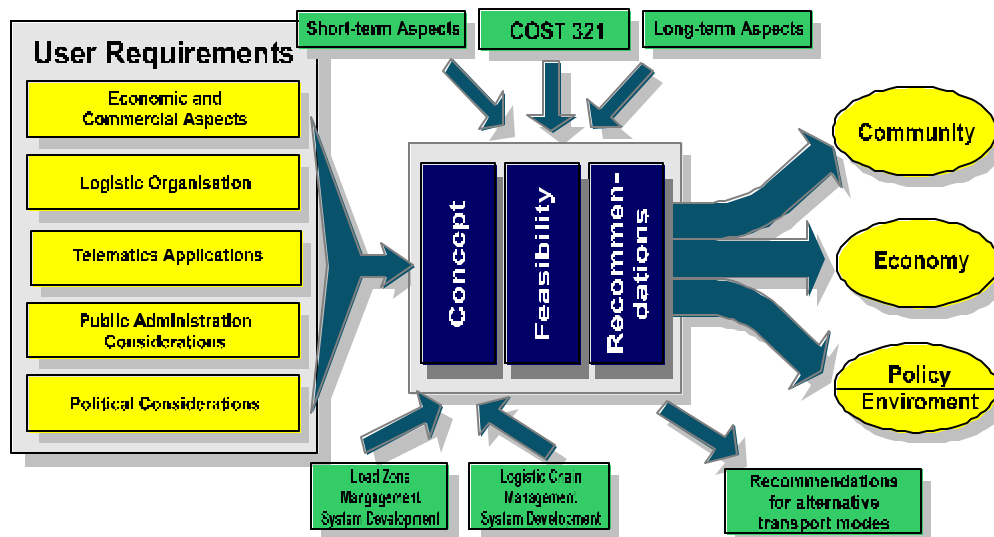 Short-term Aspects
COST 321
Long-term Aspects
User Requirements
Economic and
Commercial Aspects
Logistic Organisation
Telematics Applications
Public Administration
Considerations
Political Considerations
Concept
Feasibility
Recommen-
dations
Community
Economy
Policy
Enviroment
Load Zone
Mangagement
System Development
Logistic Chain
Management
System Development
Recommendations
for alternative
transport modes